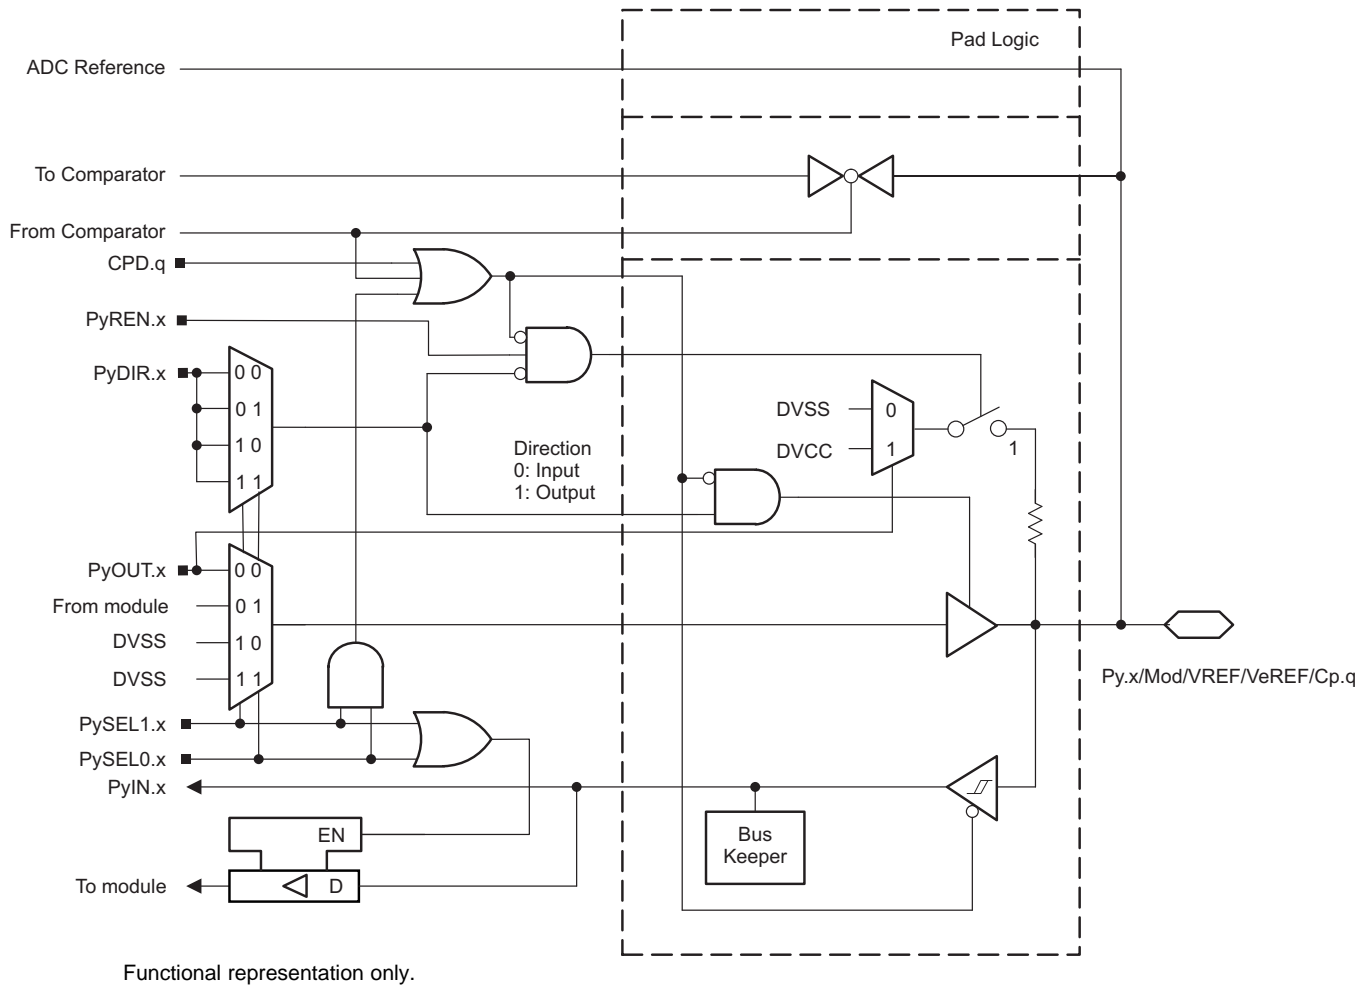 Pad Logic
ADC Reference
To Comparator
From Comparator
CPD.q
PyREN.x
PyDIR.x
0 0
0 1
1 0
1 1
DVSS
0
DVCC
1
1
Direction
0: Input
1: Output
PyOUT.x
0 0
From module
0 1
DVSS
1 0
DVSS
1 1
Py.x/Mod/VREF/VeREF/Cp.q
PySEL1.x
PySEL0.x
PyIN.x
EN
Bus
Keeper
To module
D
Functional representation only.